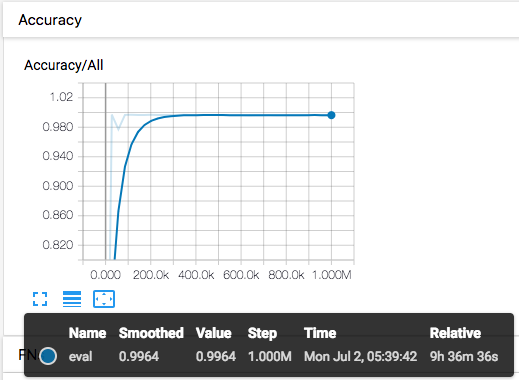 Accuracy
Accuracy/All
1.02
0.980
0.940
0.900
0.860
0.820
0.000 200.0k 400.0k 600.0k 800.0k 1.000M
Name Smoothed Value Step Time Relative
FN
eval 0.9964 0.9964 1.000M Mon Jul 2, 05:39:42 9h 36m 36s